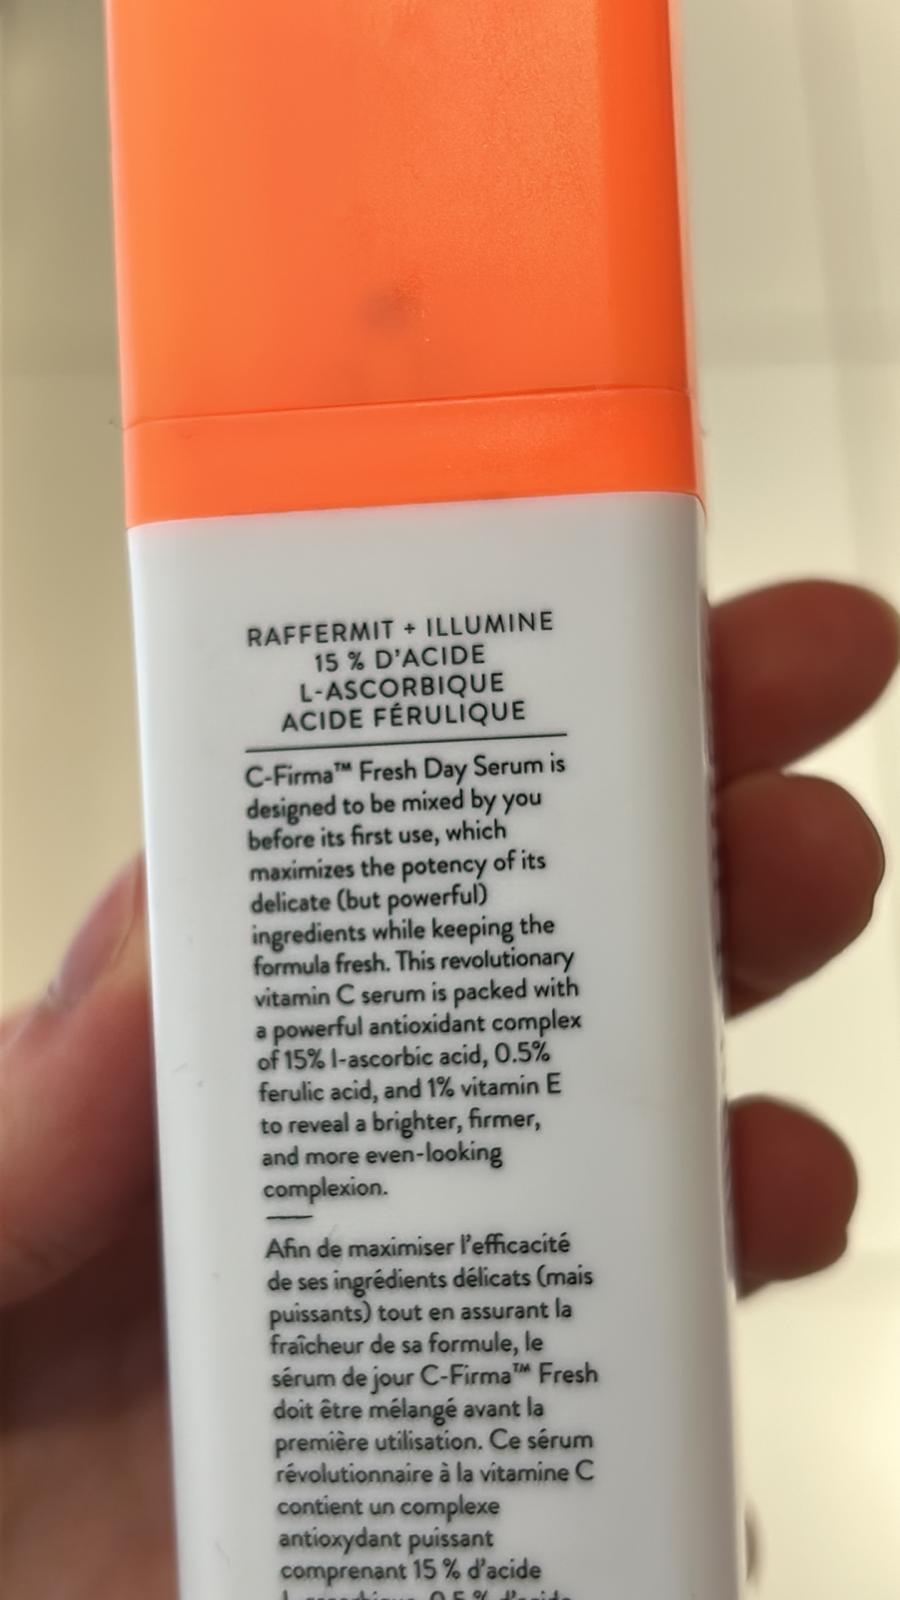 RAFFERMIT + ILLUMINE
15 % D'ACIDE
L-ASCORBIQUE
ACIDE FÉRULIQUE
C-Firma™ Fresh Day Serum is
designed to be mixed by you
before its first use, which
maximizes the potency of its
delicate (but powerful)
ingredients while keeping the
formula fresh. This revolutionary
vitamin C serum is packed with
a powerful antioxidant complex
of 15% l-ascorbic acid, 0.5%
ferulic acid, and 1% vitamin E
to reveal a brighter, firmer,
and more even-looking
complexion.
Afin de maximiser l'efficacité
de ses ingrédients délicats (mais
puissants) tout en assurant la
fraîcheur de sa formule, le
sérum de jour C-Firma™ Fresh
doit être mélangé avant la
première utilisation. Ce sérum
révolutionnaire à la vitamine C
contient un complexe
antioxydant puissant
comprenant 15 % d'acide
0,5 % d'acide